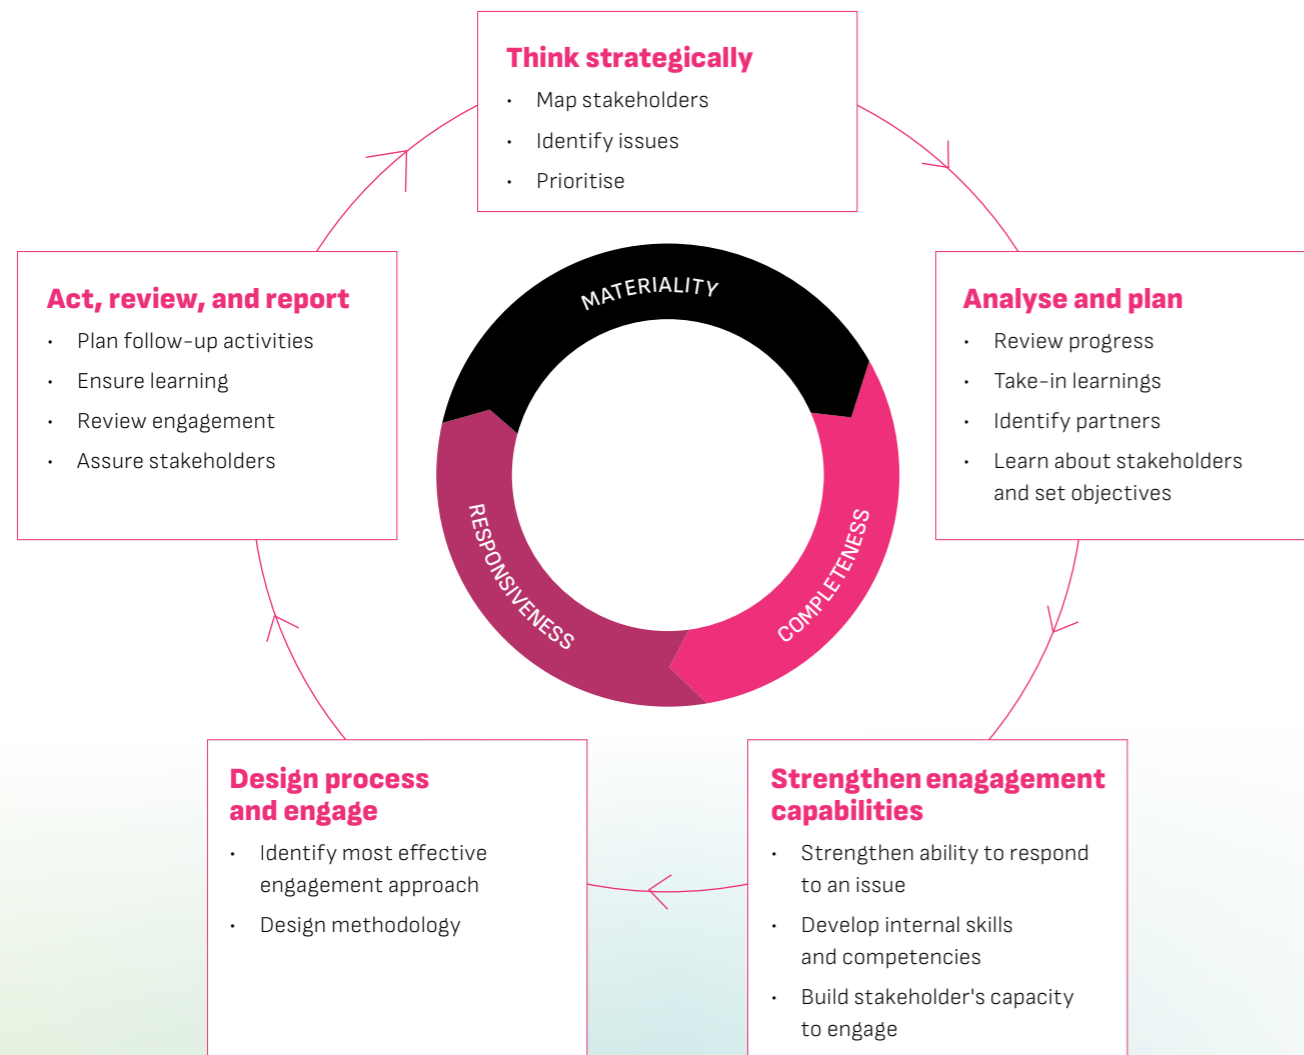 Think strategically
• Map stakeholders
• Identify issues
• Prioritise
Analyse and plan
• Review progress
• Take-in learnings
• Identify partners
• Learn about stakeholders
and set objectives
Strengthen enagagement
capabilities
• Strengthen ability to respond
to an issue
• Develop internal skills
and competencies
• Build stakeholder's capacity
to engage
Design process
and engage
• Identify most effective
engagement approach
• Design methodology
Act, review, and report
• Plan follow-up activities
• Ensure learning
• Review engagement
• Assure stakeholders
MATERIALITY
COMPLETENESS
RESPONSIVENESS